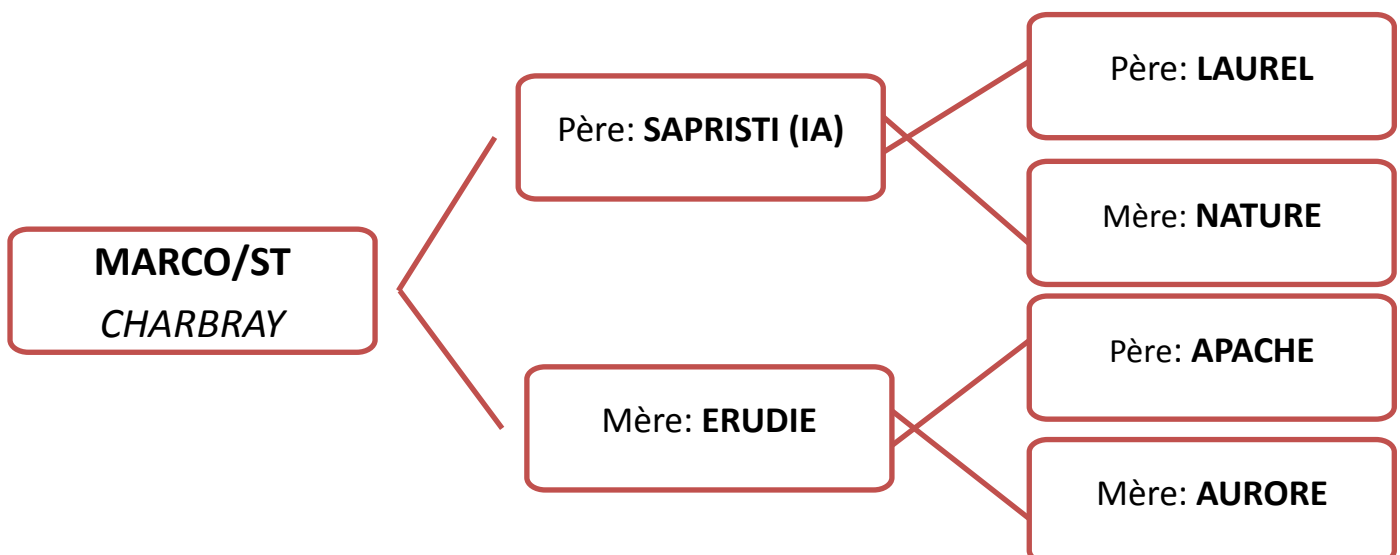 MARCO/ST
CHARBRAY
Père: SAPRISTI (IA)
Mère: ERUDIE
Père: LAUREL
Mère: NATURE
Père: APACHE
Mère: AURORE